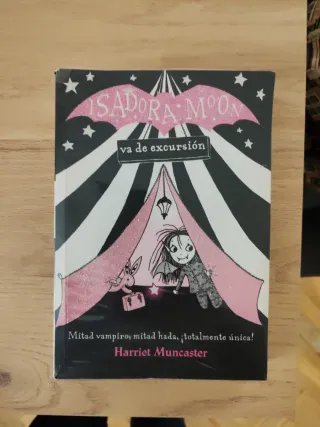 ISADORA MOON
va de excursión
Mitad vampiro, mitad hada, ¡totalmente única!
Harriet Muncaster